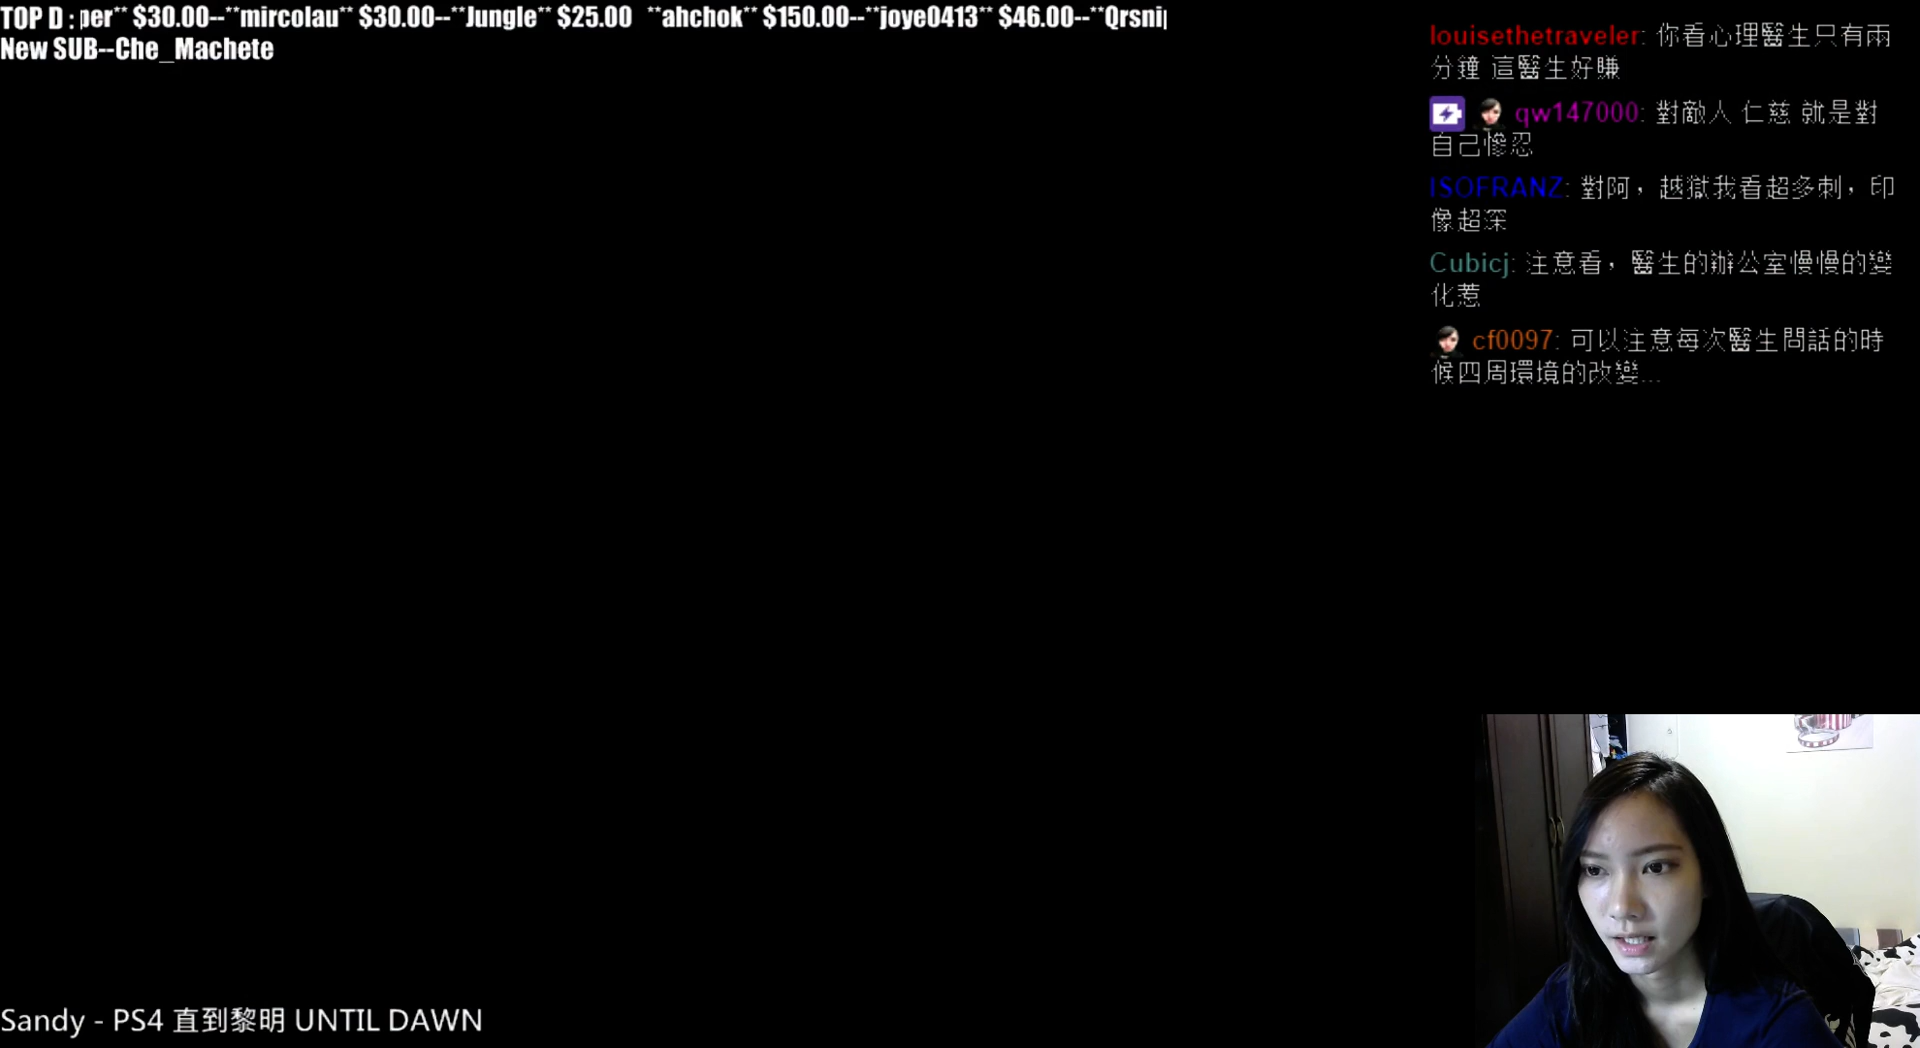 TOP D : per** $30.00--**mircolau** $30.00--**Jungle** $25.00 **ahchok** $150.00--**joye0413** $46.00--**Qrsnip
New SUB--Che_Machete
louisethetraveler: 你看心理醫生只有兩
分鐘 這醫生好賺
qw147000: 對敵人 仁慈 就是對
自己慘忍
ISOFRANZ: 對阿，越獄我看超多刺，印
像超深
Cubicj: 注意看，醫生的辦公室慢慢的變
化惹
cf0097: 可以注意每次醫生問話的時
候四周環境的改變...
Sandy - PS4 直到黎明 UNTIL DAWN